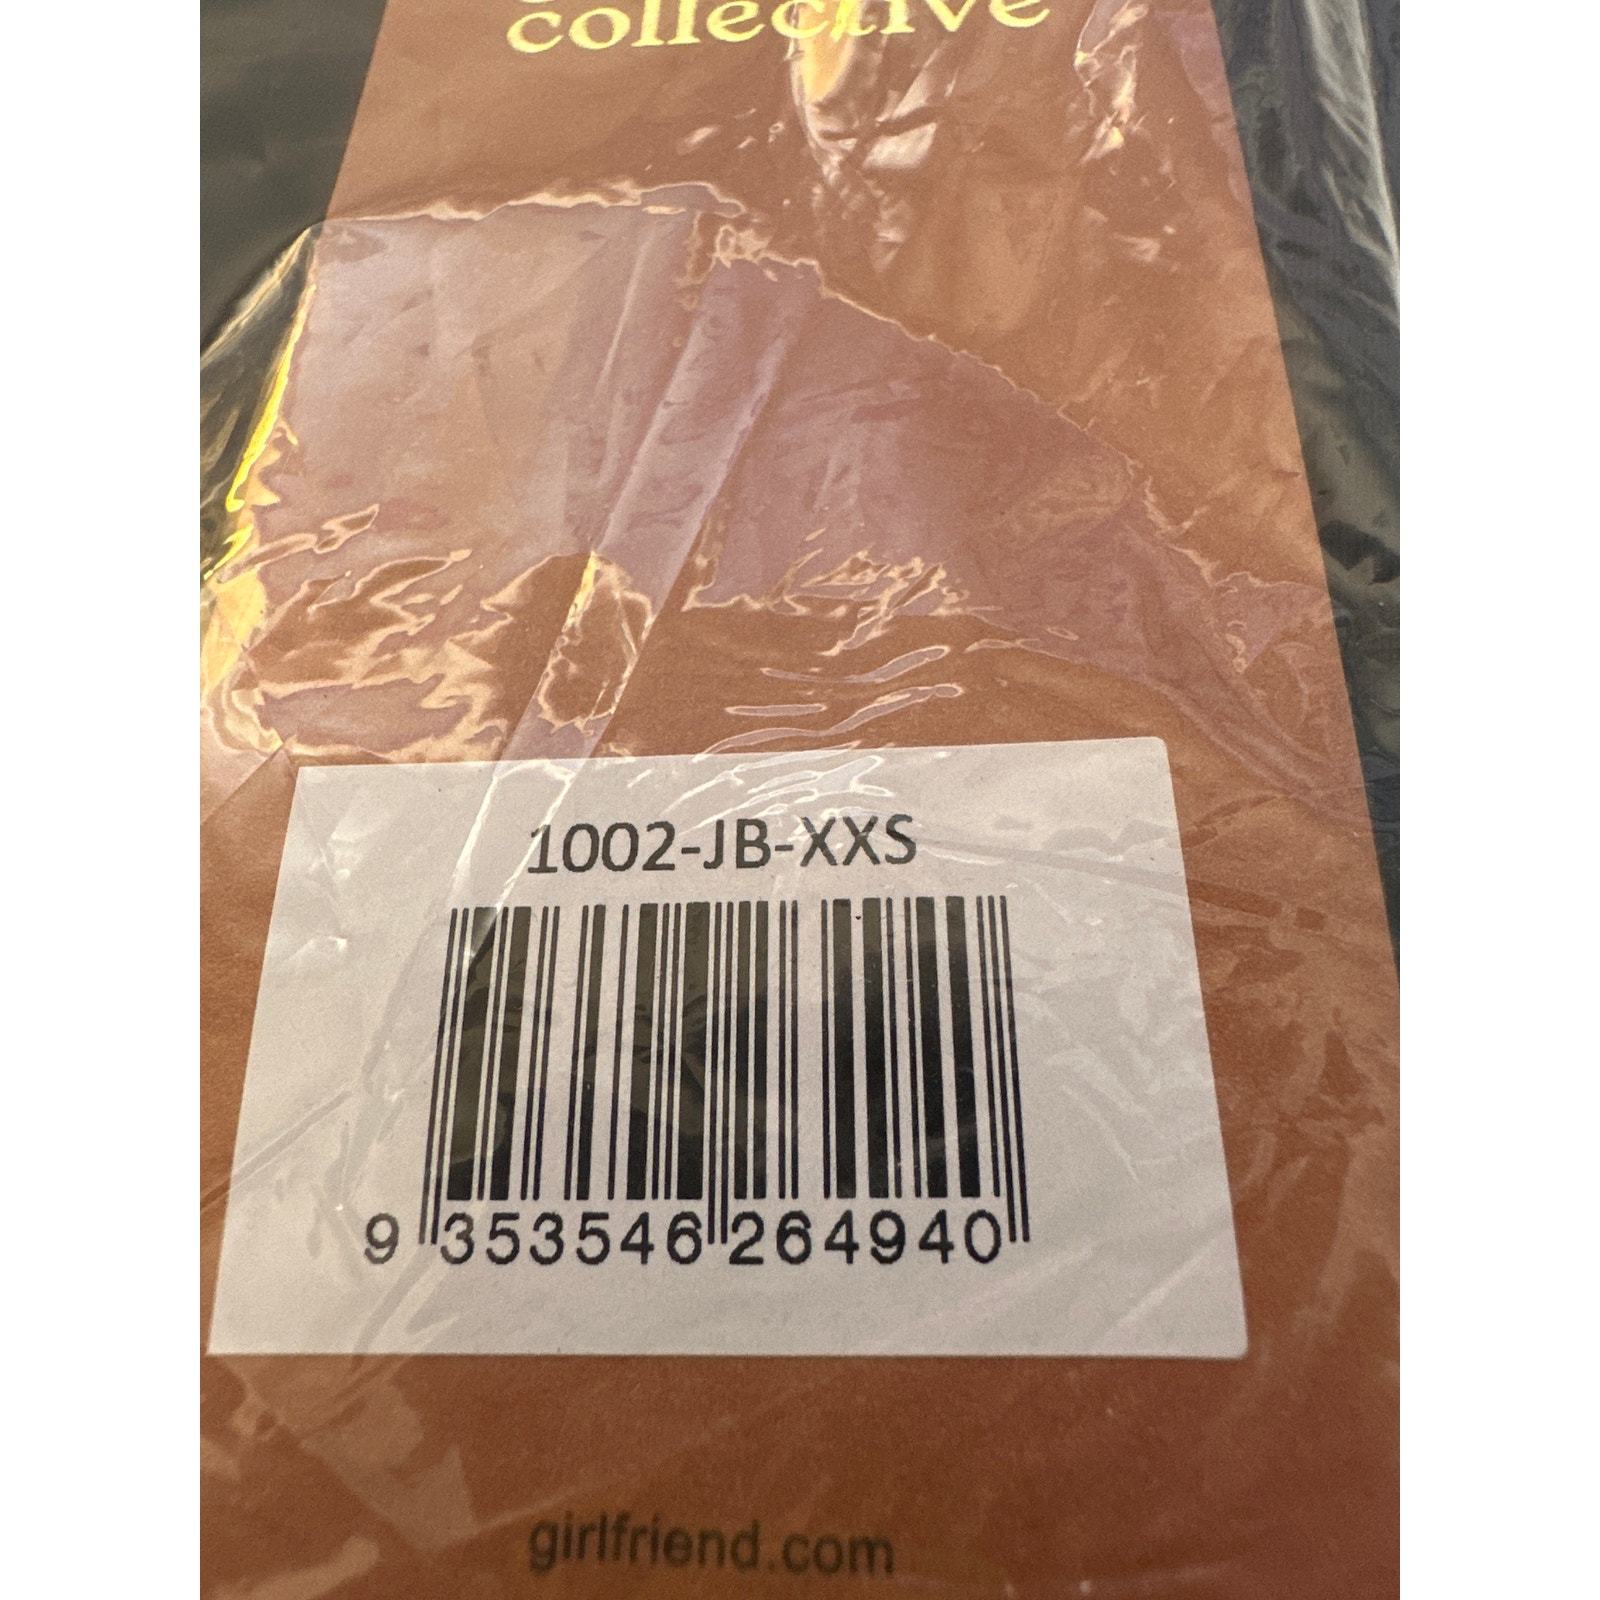 collective
1002-JB-XXS
9 353546 264940
girlfriend.com